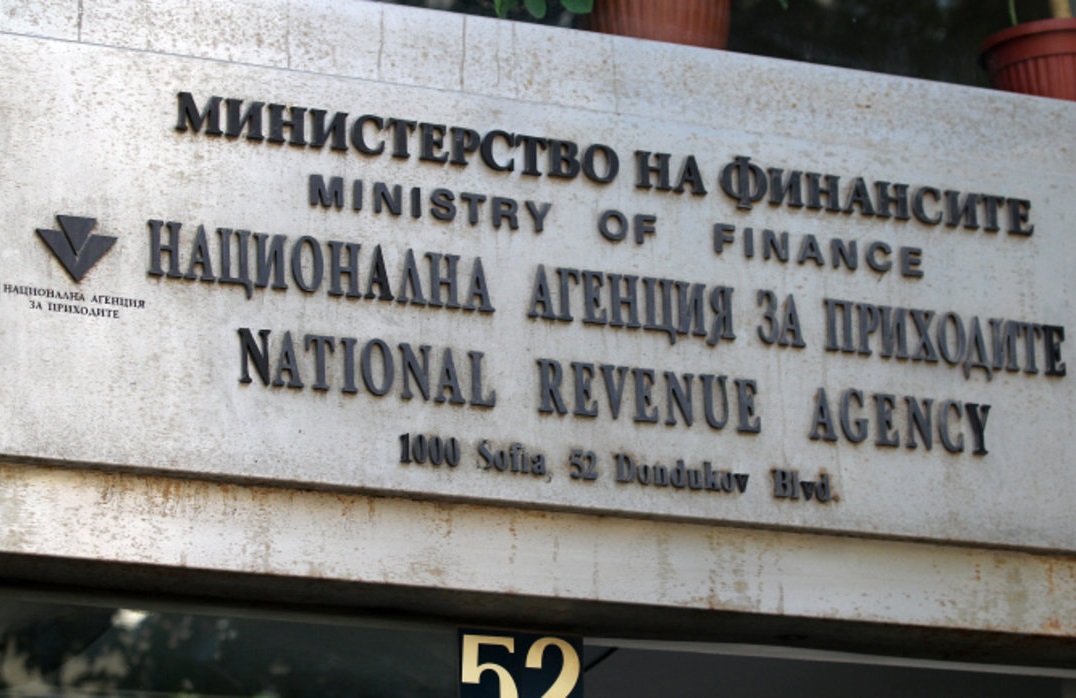 МИНИСТЕРСТВО НА ФИНАНСИТЕ
MINISTRY OF FINANCE
НАЦИОНАЛНА АГЕНЦИЯ ЗА ПРИХОДИТЕ
NATIONAL REVENUE AGENCY
1000 Sofia, 52 Dondukov Blvd.
НАЦИОНАЛНА АГЕНЦИЯ
ЗА ПРИХОДИТЕ
52